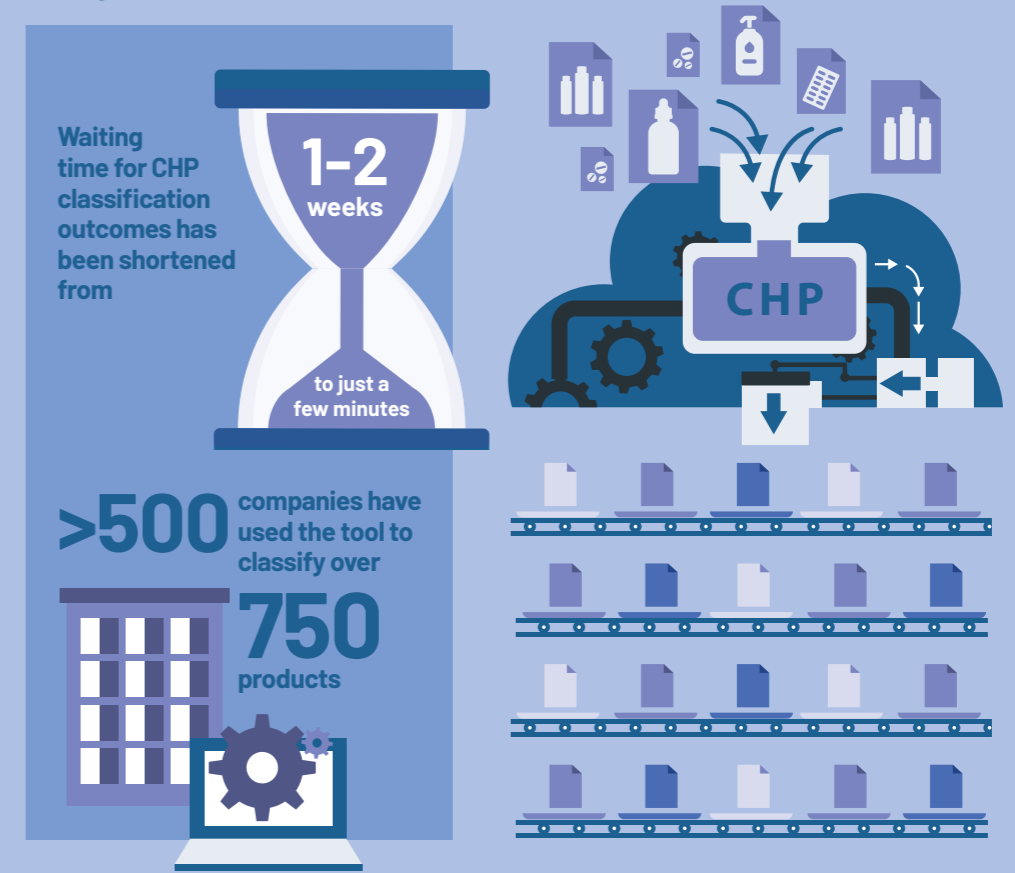 Waiting
time for CHP
classification
outcomes has
been shortened
from
1-2
weeks
to just a
few minutes
>500
companies have
used the tool to
classify over
750
products
CHP